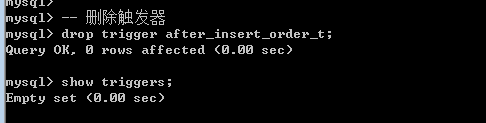 mysql>
mysql> -- 删除触发器
mysql> drop trigger after_insert_order_t;
Query OK, 0 rows affected (0.00 sec)
mysql> show triggers;
Empty set (0.00 sec)